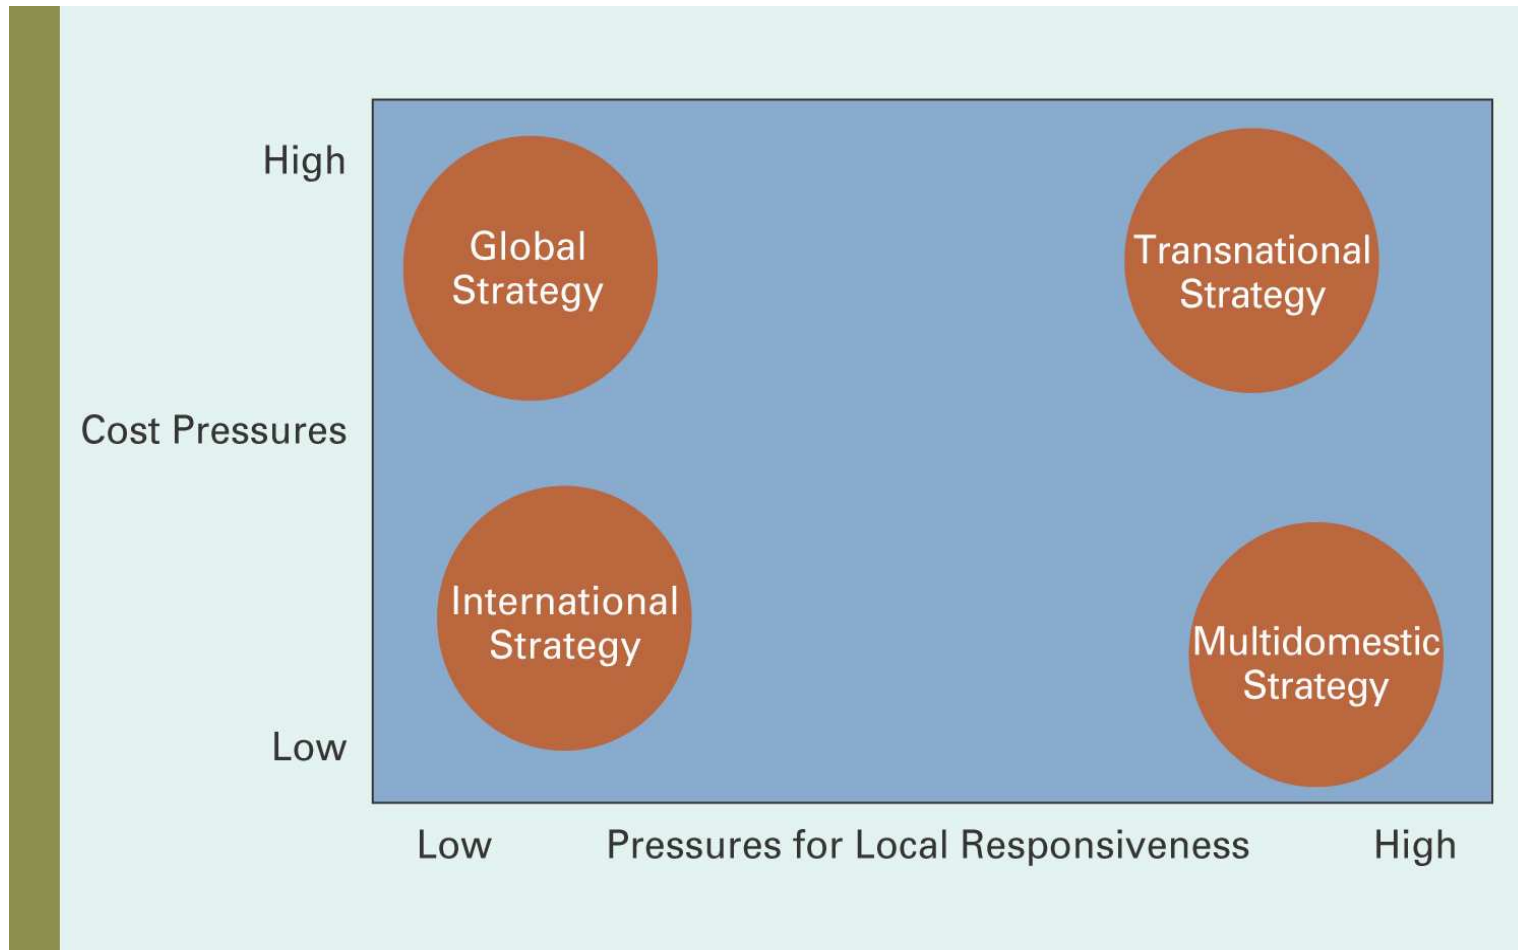 High
Global
Strategy
Transnational
Strategy
Cost Pressures
International
Strategy
Multidomestic
Strategy
Low
Low
Pressures for Local Responsiveness
High